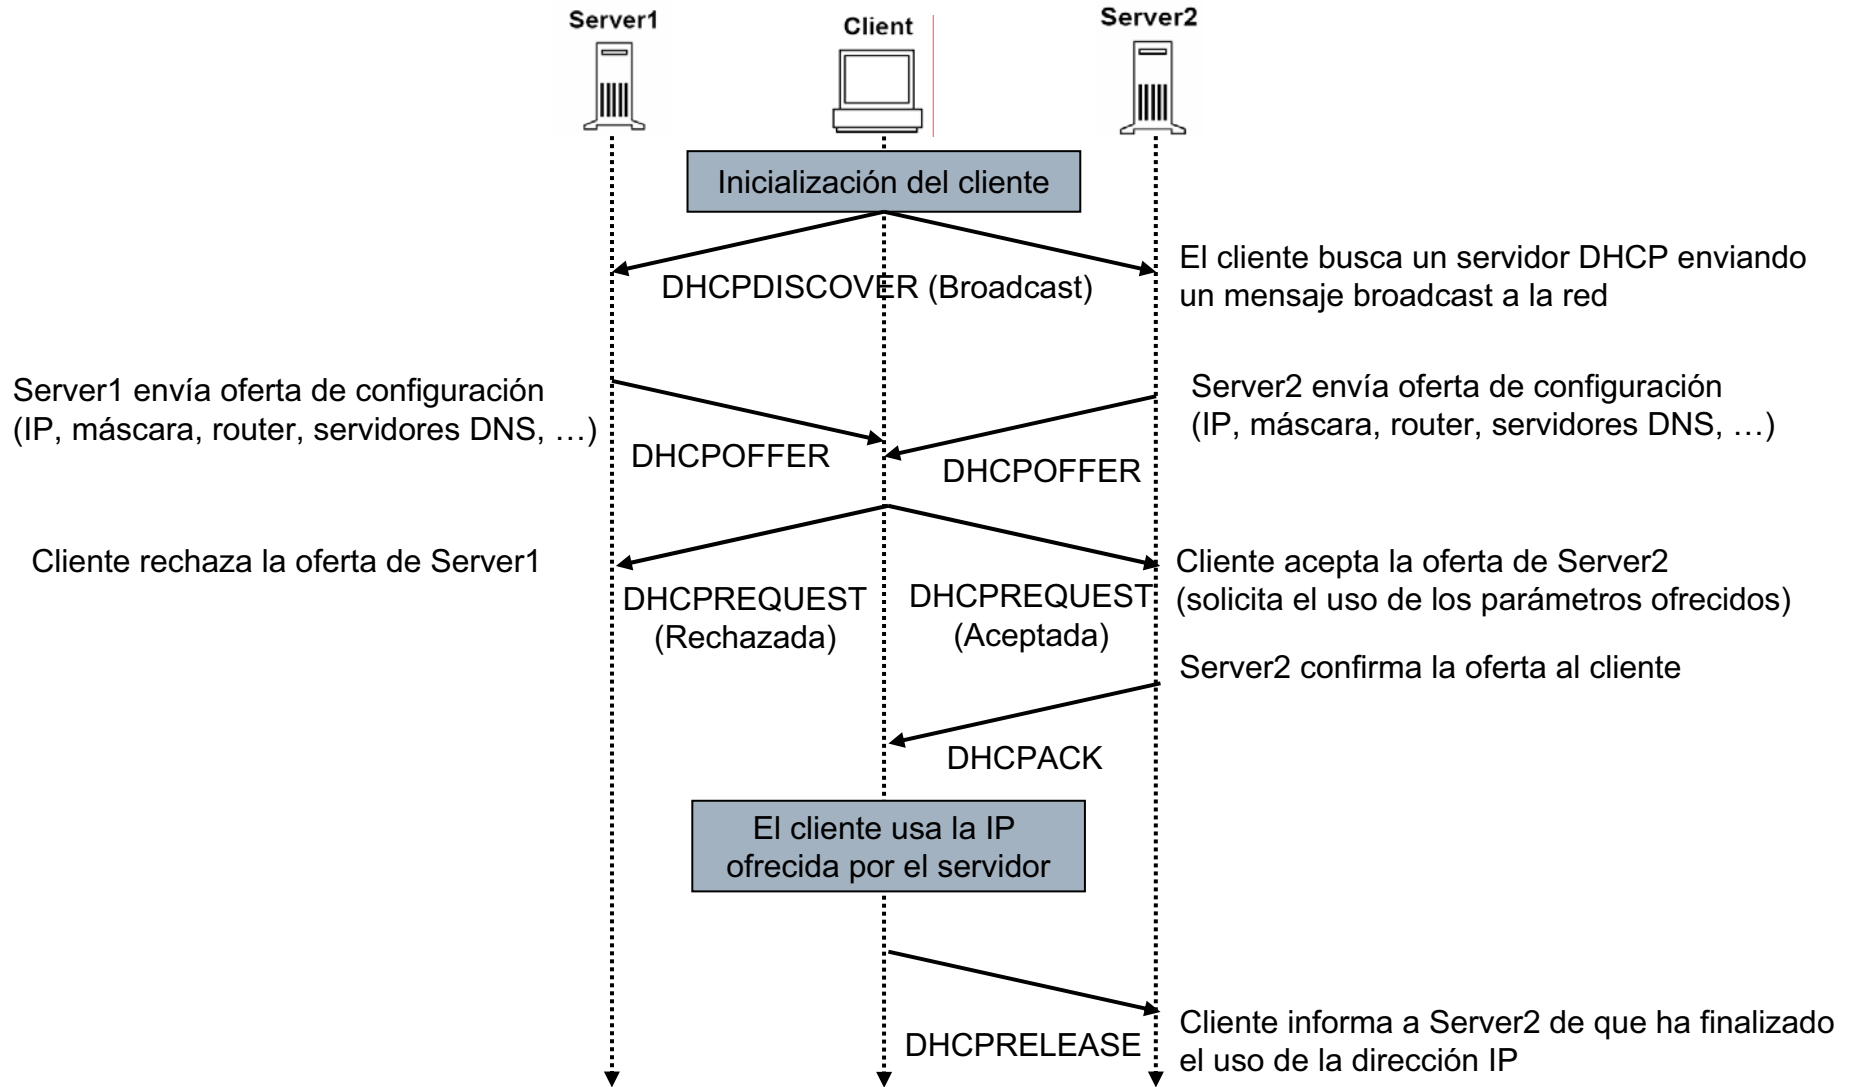 Server1
Client
Server2
Inicialización del cliente
DHCPDISCOVER (Broadcast)
El cliente busca un servidor DHCP enviando
un mensaje broadcast a la red
Server1 envía oferta de configuración
(IP, máscara, router, servidores DNS, …)
DHCPOFFER
Server2 envía oferta de configuración
(IP, máscara, router, servidores DNS, …)
DHCPOFFER
Cliente rechaza la oferta de Server1
DHCPREQUEST
(Rechazada)
DHCPREQUEST
(Aceptada)
Cliente acepta la oferta de Server2
(solicita el uso de los parámetros ofrecidos)
Server2 confirma la oferta al cliente
DHCPACK
El cliente usa la IP
ofrecida por el servidor
DHCPRELEASE
Cliente informa a Server2 de que ha finalizado
el uso de la dirección IP